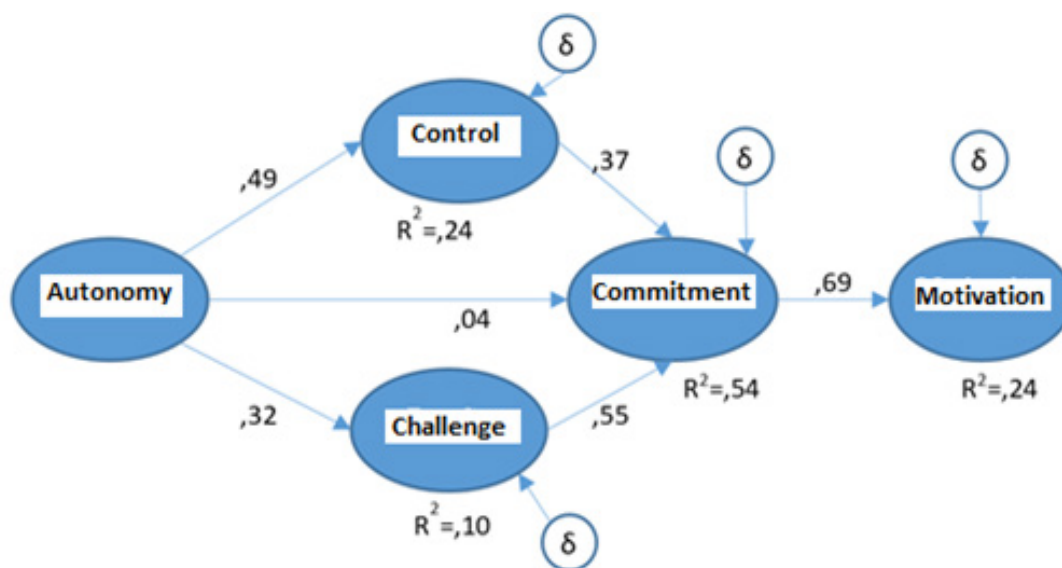 δ
Control
,49
,37
δ
δ
R²=,24
Autonomy
Commitment
,69
Motivation
,04
R²=,54
R²=,24
,32
Challenge
,55
R²=,10
δ